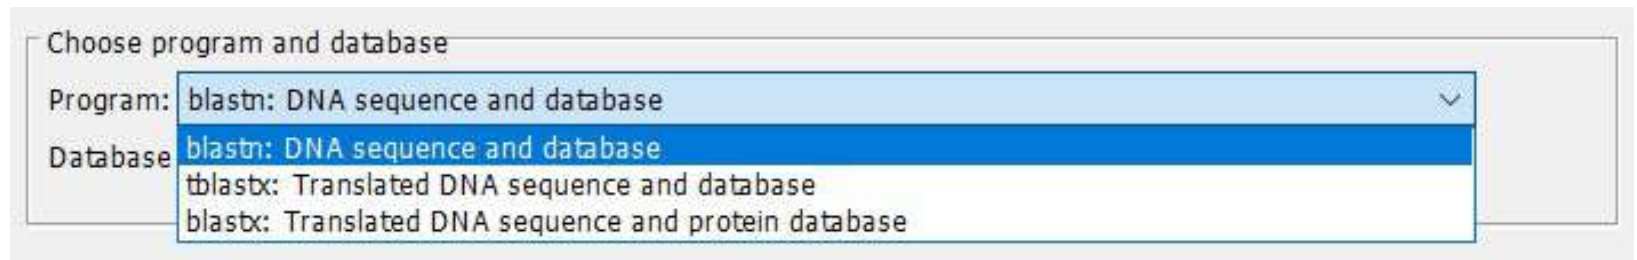 Choose program and database
Program: blastn: DNA sequence and database
Database blastn: DNA sequence and database
tblastx: Translated DNA sequence and database
blastx: Translated DNA sequence and protein database